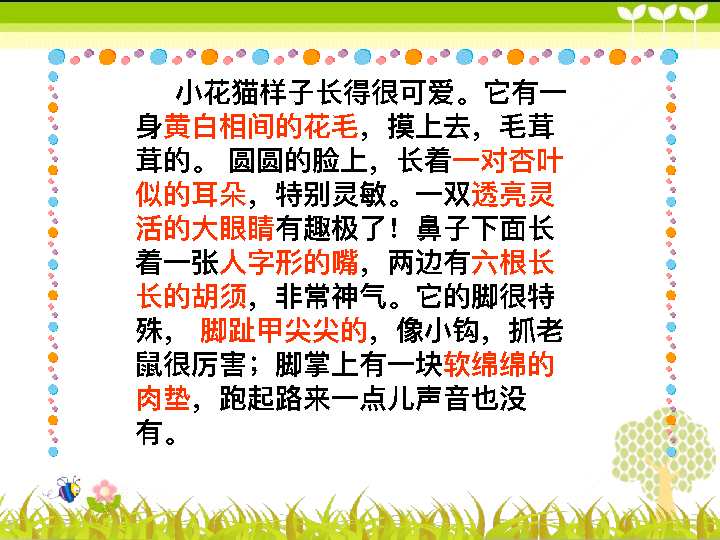 小花猫样子长得很可爱。它有一
身黄白相间的花毛，摸上去，毛茸
茸的。 圆圆的脸上，长着一对杏叶
似的耳朵，特别灵敏。一双透亮灵
活的大眼睛有趣极了！鼻子下面长
着一张人字形的嘴，两边有六根长
长的胡须，非常神气。它的脚很特
殊， 脚趾甲尖尖的，像小钩，抓老
鼠很厉害；脚掌上有一块软绵绵的
肉垫，跑起路来一点儿声音也没
有。